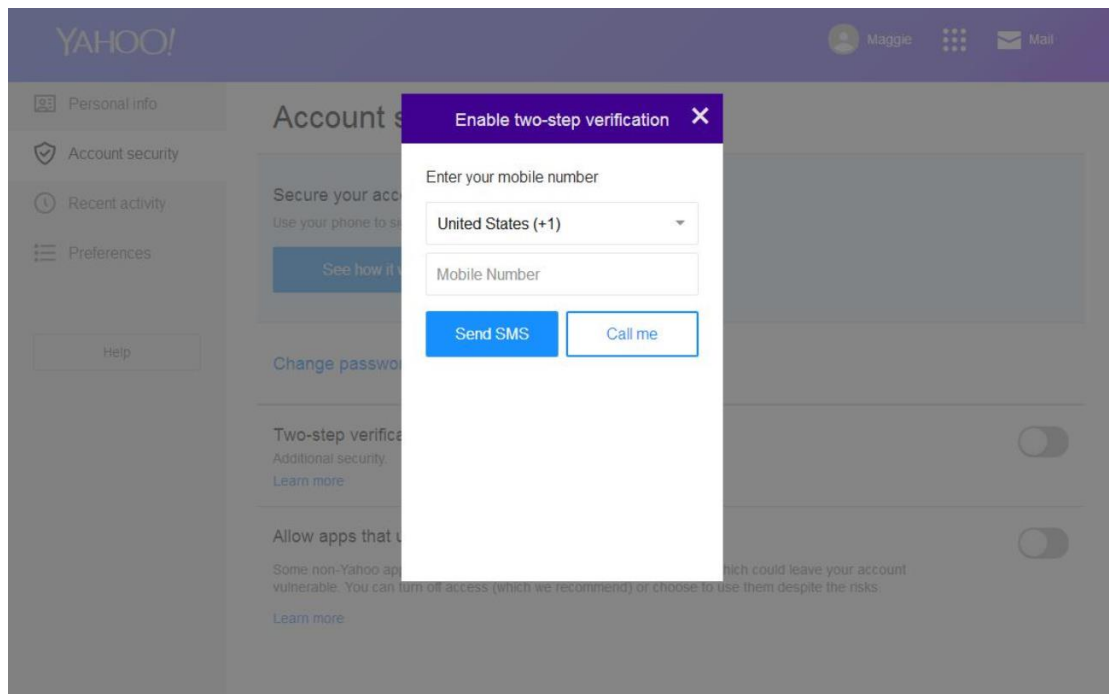 YAHOO!
Maggie
Mail
Personal info
Account security
Recent activity
Preferences
Help
Account s
Secure your acc
Use your phone to
See how it
Change passwo
Two-step verifica
Additional security.
Learn more
Allow apps that u
Some non-Yahoo app
hich could leave your account
vulnerable. You can turn off access (which we recommend) or choose to use them despite the risks.
Learn more
Enable two-step verification
Enter your mobile number
United States (+1)
Mobile Number
Send SMS
Call me